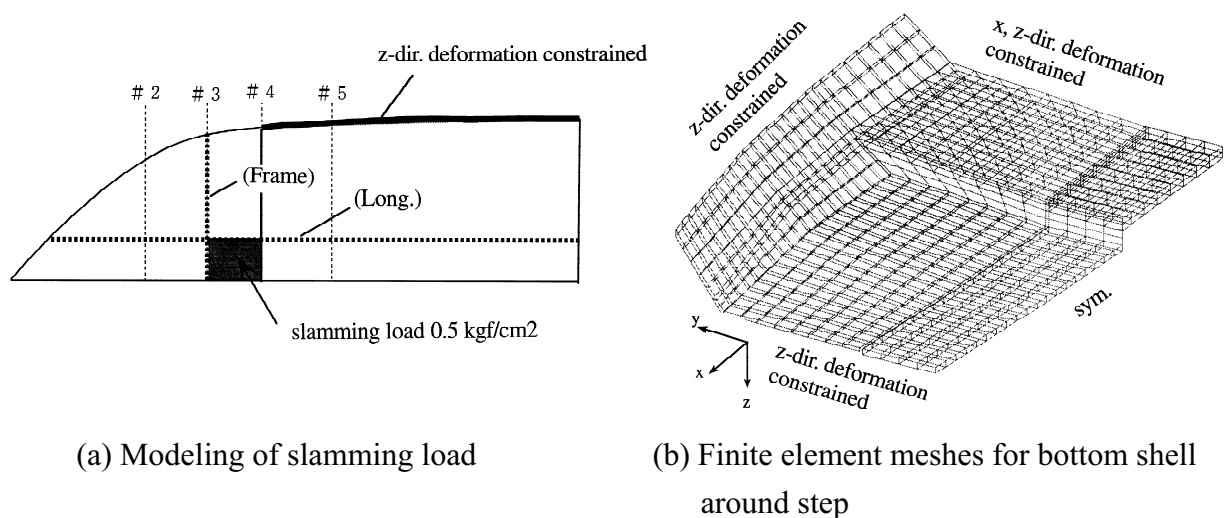 z-dir. deformation constrained
# 2
# 3
# 4
# 5
(Frame)
(Long.)
slamming load 0.5 kgf/cm2
(a) Modeling of slamming load
z-dir. deformation
constrained
x, z-dir. deformation
constrained
sym.
y
x
z
z-dir. deformation
constrained
(b) Finite element meshes for bottom shell
around step